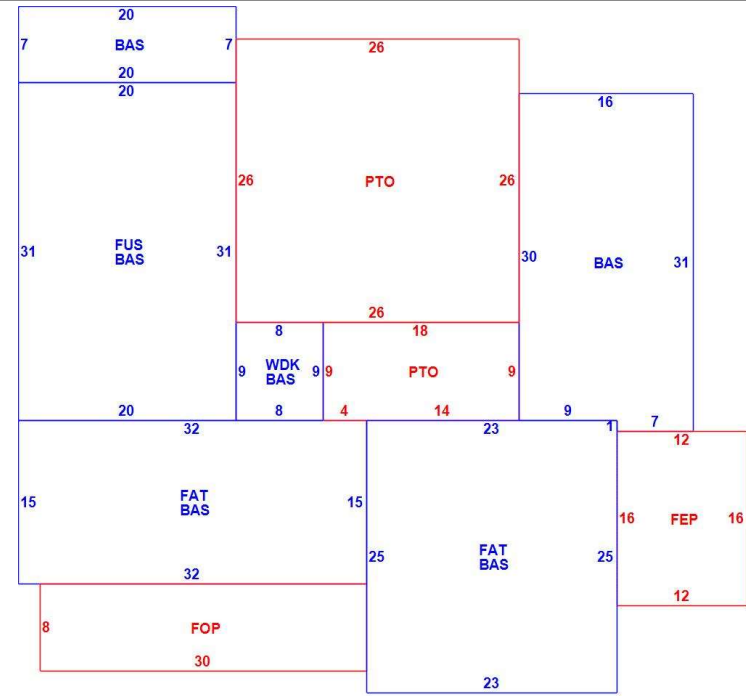 20
7 BAS 7
20
20
31 FUS 31
BAS
20
26
26 PTO 26
26
16
30 BAS 31
9
1 7
8
9 WDK 9
BAS
8
18
9 PTO 9
4 14
32
15 FAT 15
BAS
32
23
25 FAT 25
BAS
23
12
16 FEP 16
12
8 FOP
30